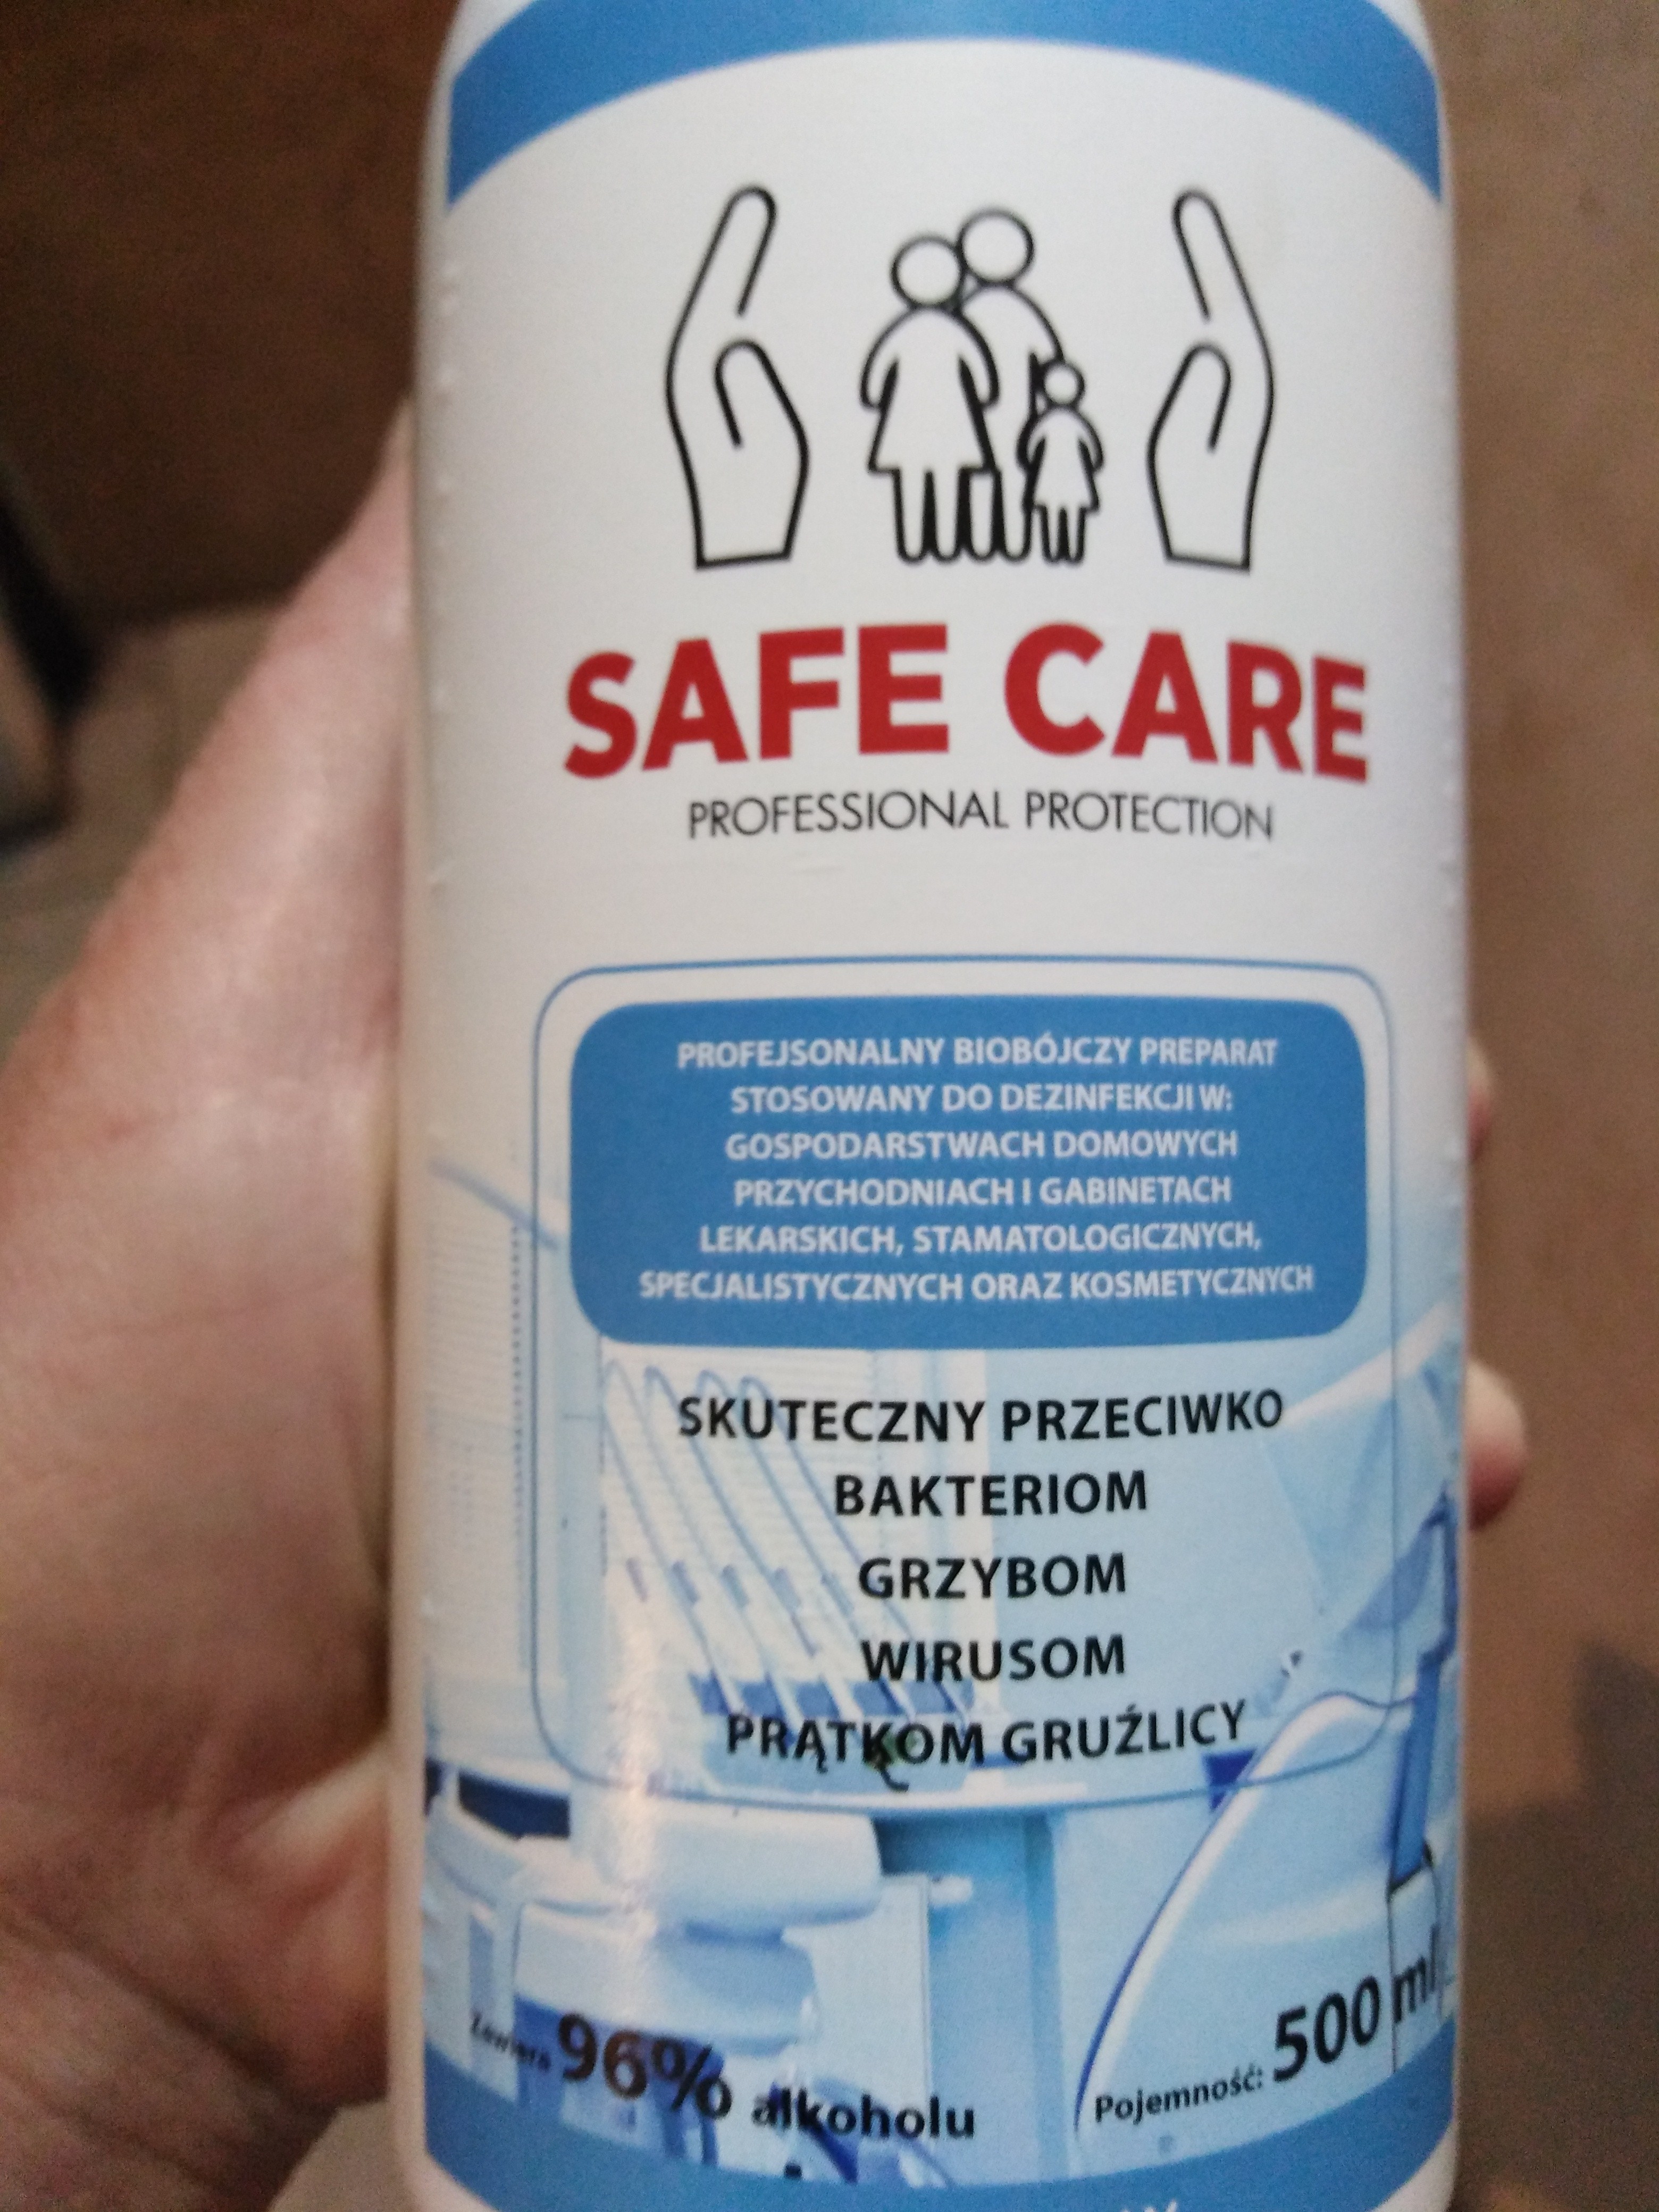 SAFE CARE
PROFESSIONAL PROTECTION
PROFEJSONALNY BIOBÓJCZY PREPARAT
STOSOWANY DO DEZINFEKCJI W:
GOSPODARSTWACH DOMOWYCH
PRZYCHODNIACH I GABINETACH
LEKARSKICH, STAMATOLOGICZNYCH,
SPECJALISTYCZNYCH ORAZ KOSMETYCZNYCH
SKUTECZNY PRZECIWKO
BAKTERIOM
GRZYBOM
WIRUSOM
PRĄTKOM GRUŹLICY
Zawiera 96% alkoholu
Pojemność: 500 ml